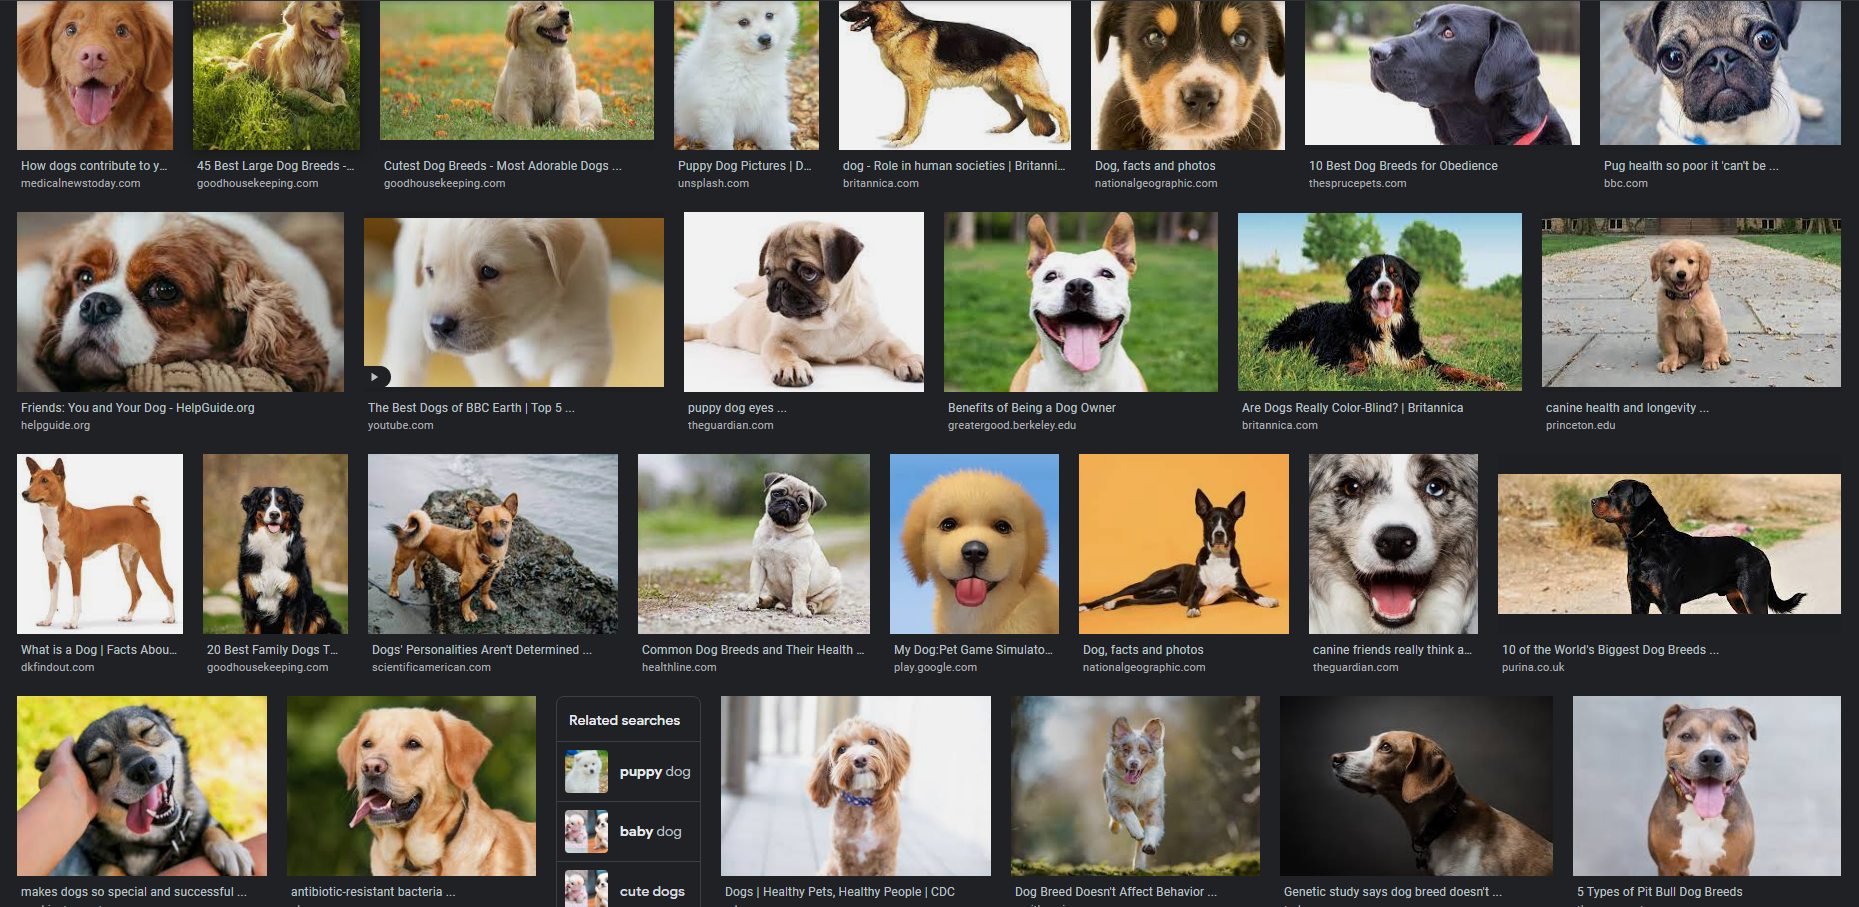 How dogs contribute to y...
medicalnewstoday.com
45 Best Large Dog Breeds -...
goodhousekeeping.com
Cutest Dog Breeds - Most Adorable Dogs ...
goodhousekeeping.com
Puppy Dog Pictures | D...
unsplash.com
dog - Role in human societies | Britanni...
britannica.com
Dog, facts and photos
nationalgeographic.com
10 Best Dog Breeds for Obedience
thesprucepets.com
Pug health so poor it 'can't be ...
bbc.com
Friends: You and Your Dog - HelpGuide.org
helpguide.org
The Best Dogs of BBC Earth | Top 5 ...
youtube.com
puppy dog eyes ...
theguardian.com
Benefits of Being a Dog Owner
greatergood.berkeley.edu
Are Dogs Really Color-Blind? | Britannica
britannica.com
canine health and longevity ...
princeton.edu
What is a Dog | Facts Abou...
dkfindout.com
20 Best Family Dogs T...
goodhousekeeping.com
Dogs' Personalities Aren't Determined ...
scientificamerican.com
Common Dog Breeds and Their Health ...
healthline.com
My Dog:Pet Game Simulato...
play.google.com
Dog, facts and photos
nationalgeographic.com
canine friends really think a...
theguardian.com
10 of the World's Biggest Dog Breeds ...
purina.co.uk
makes dogs so special and successful ...
antibiotic-resistant bacteria ...
Related searches
puppy dog
baby dog
cute dogs
Dogs | Healthy Pets, Healthy People | CDC
Dog Breed Doesn't Affect Behavior ...
Genetic study says dog breed doesn't ...
5 Types of Pit Bull Dog Breeds